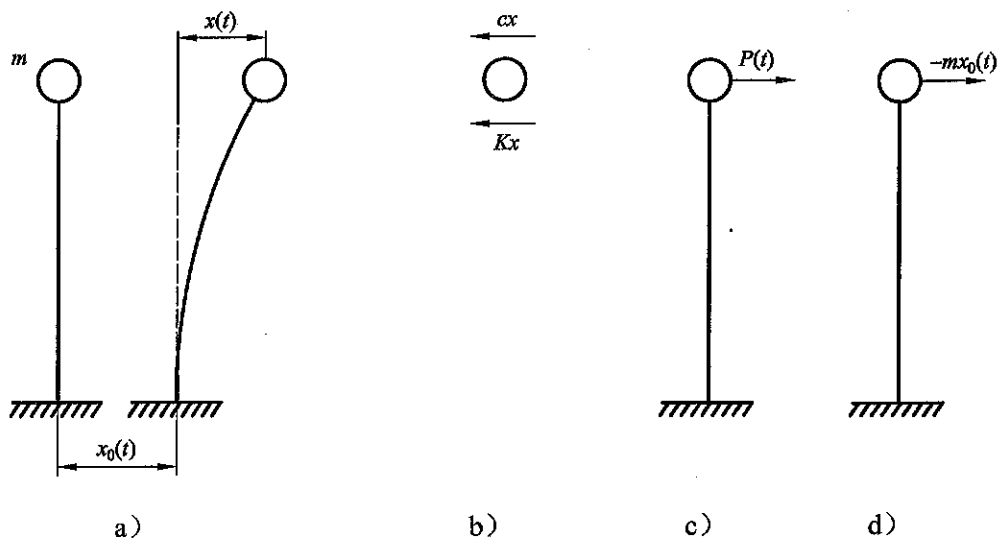 x(t)
m
cx
Kx
P(t)
-mx₀(t)
x₀(t)
a）
b）
c）
d）